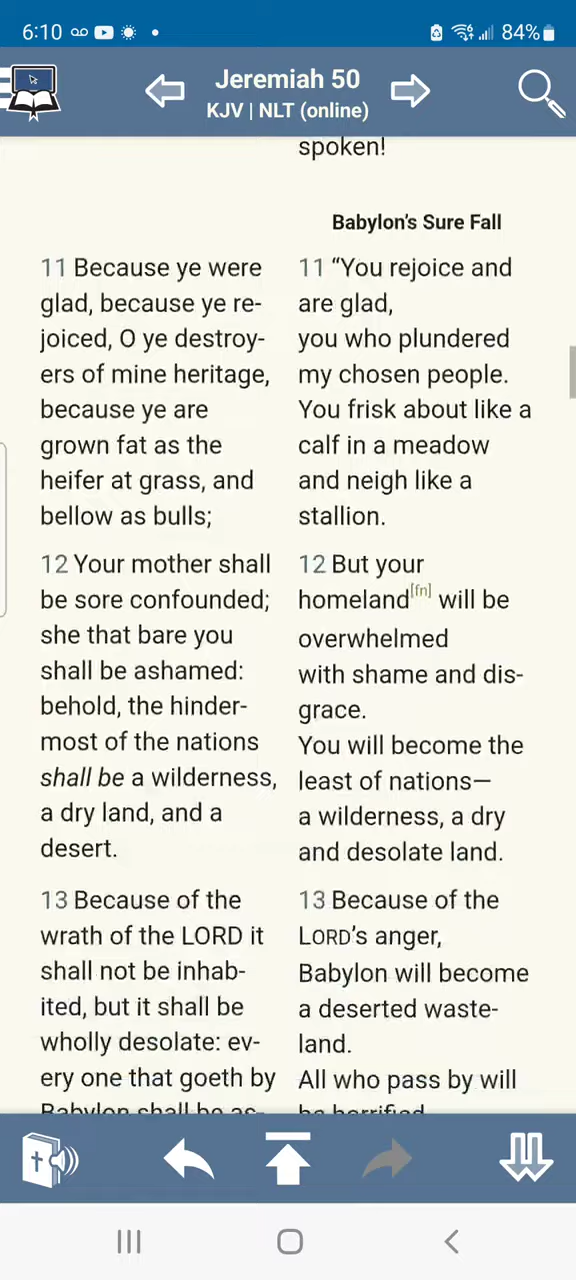 6:10
84%
Jeremiah 50
KJV | NLT (online)
spoken!
Babylon's Sure Fall
11 Because ye were
glad, because ye re-
joiced, O ye destroy-
ers of mine heritage,
because ye are
grown fat as the
heifer at grass, and
bellow as bulls;
12 Your mother shall
be sore confounded;
she that bare you
shall be ashamed:
behold, the hinder-
most of the nations
shall be a wilderness,
a dry land, and a
desert.
13 Because of the
wrath of the LORD it
shall not be inhab-
ited, but it shall be
wholly desolate: ev-
ery one that goeth by
Babylon shall be as-
11 “You rejoice and
are glad,
you who plundered
my chosen people.
You frisk about like a
calf in a meadow
and neigh like a
stallion.
12 But your
homeland[fn] will be
overwhelmed
with shame and dis-
grace.
You will become the
least of nations—
a wilderness, a dry
and desolate land.
13 Because of the
LORD’s anger,
Babylon will become
a deserted waste-
land.
All who pass by will
be horrified